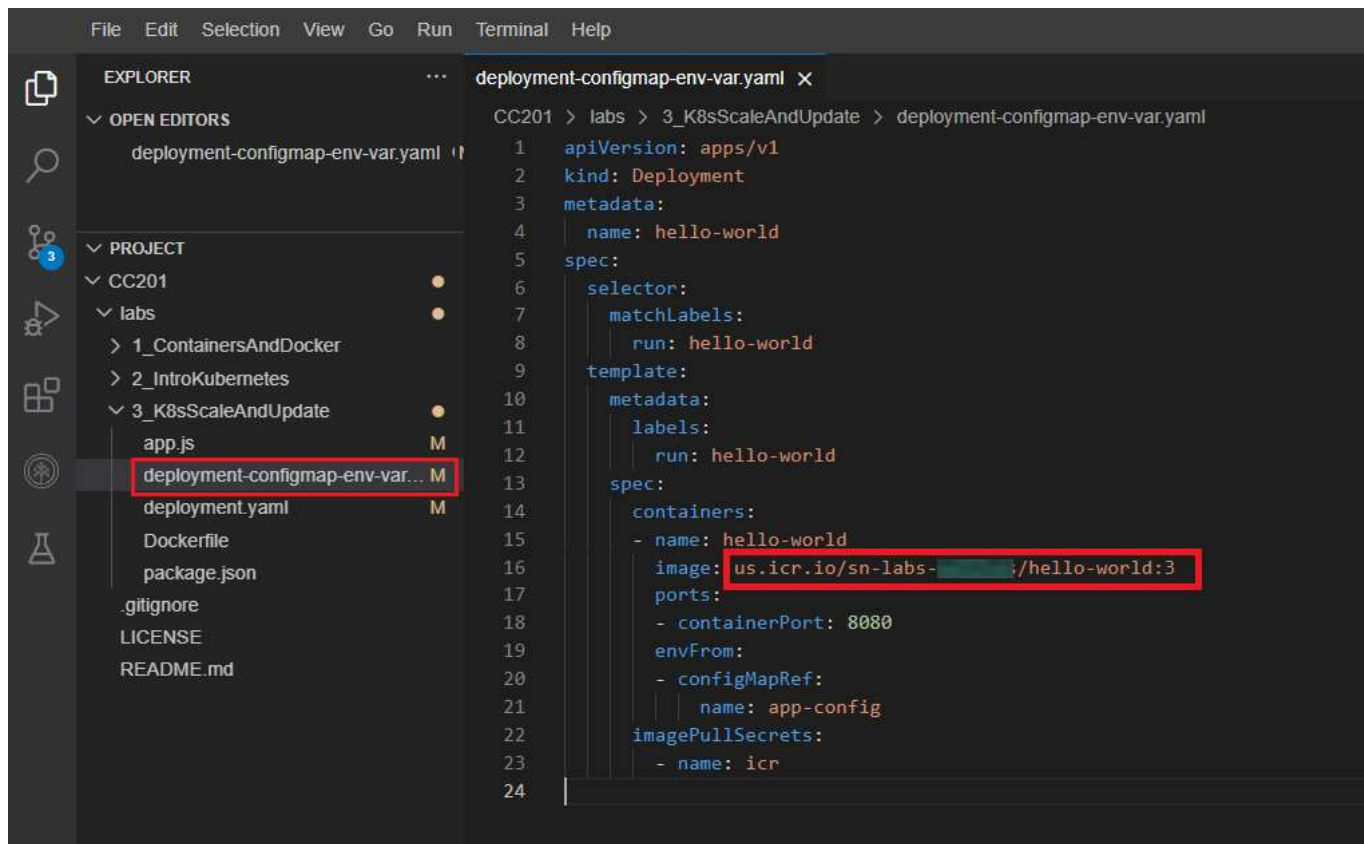 File Edit Selection View Go Run Terminal Help
EXPLORER
OPEN EDITORS
deployment-configmap-env-var.yaml
3
PROJECT
CC201
labs
1_ContainersAndDocker
2_IntroKubernetes
3_K8sScaleAndUpdate
app.js M
deployment-configmap-env-var... M
deployment.yaml M
Dockerfile
package.json
.gitignore
LICENSE
README.md
deployment-configmap-env-var.yaml
CC201 > labs > 3_K8sScaleAndUpdate > deployment-configmap-env-var.yaml
1 apiVersion: apps/v1
2 kind: Deployment
3 metadata:
4 name: hello-world
5 spec:
6 selector:
7 matchLabels:
8 run: hello-world
9 template:
10 metadata:
11 labels:
12 run: hello-world
13 spec:
14 containers:
15 - name: hello-world
16 image: us.icr.io/sn-labs- /hello-world:3
17 ports:
18 - containerPort: 8080
19 envFrom:
20 - configMapRef:
21 name: app-config
22 imagePullSecrets:
23 - name: icr
24